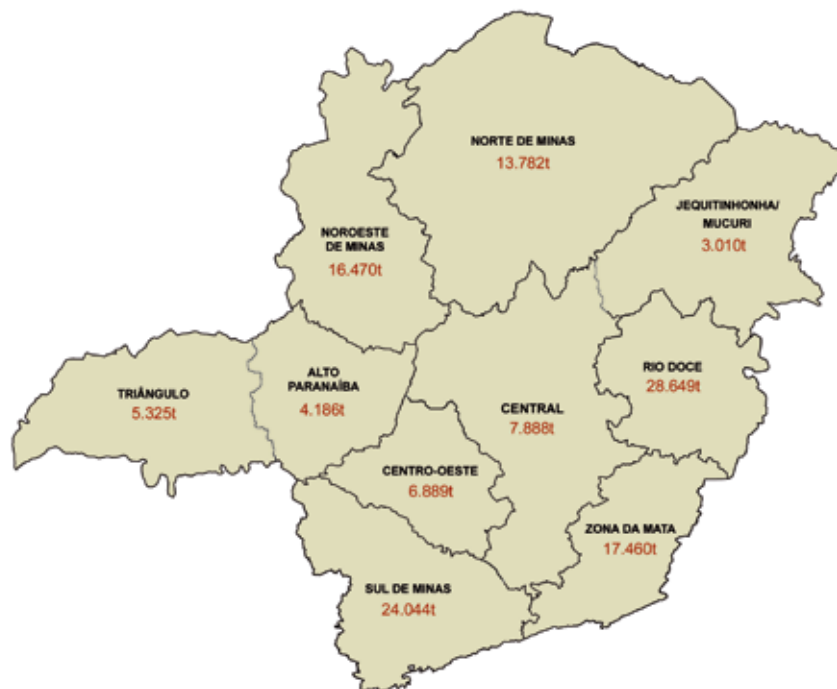 NORTE DE MINAS
13.782t
JEQUITINHONHA/
MUCURI
3.010t
NOROESTE
DE MINAS
16.470t
RIO DOCE
28.649t
ALTO
PARANAÍBA
4.186t
TRIÂNGULO
5.325t
CENTRAL
7.888t
CENTRO-OESTE
6.889t
ZONA DA MATA
17.460t
SUL DE MINAS
24.044t